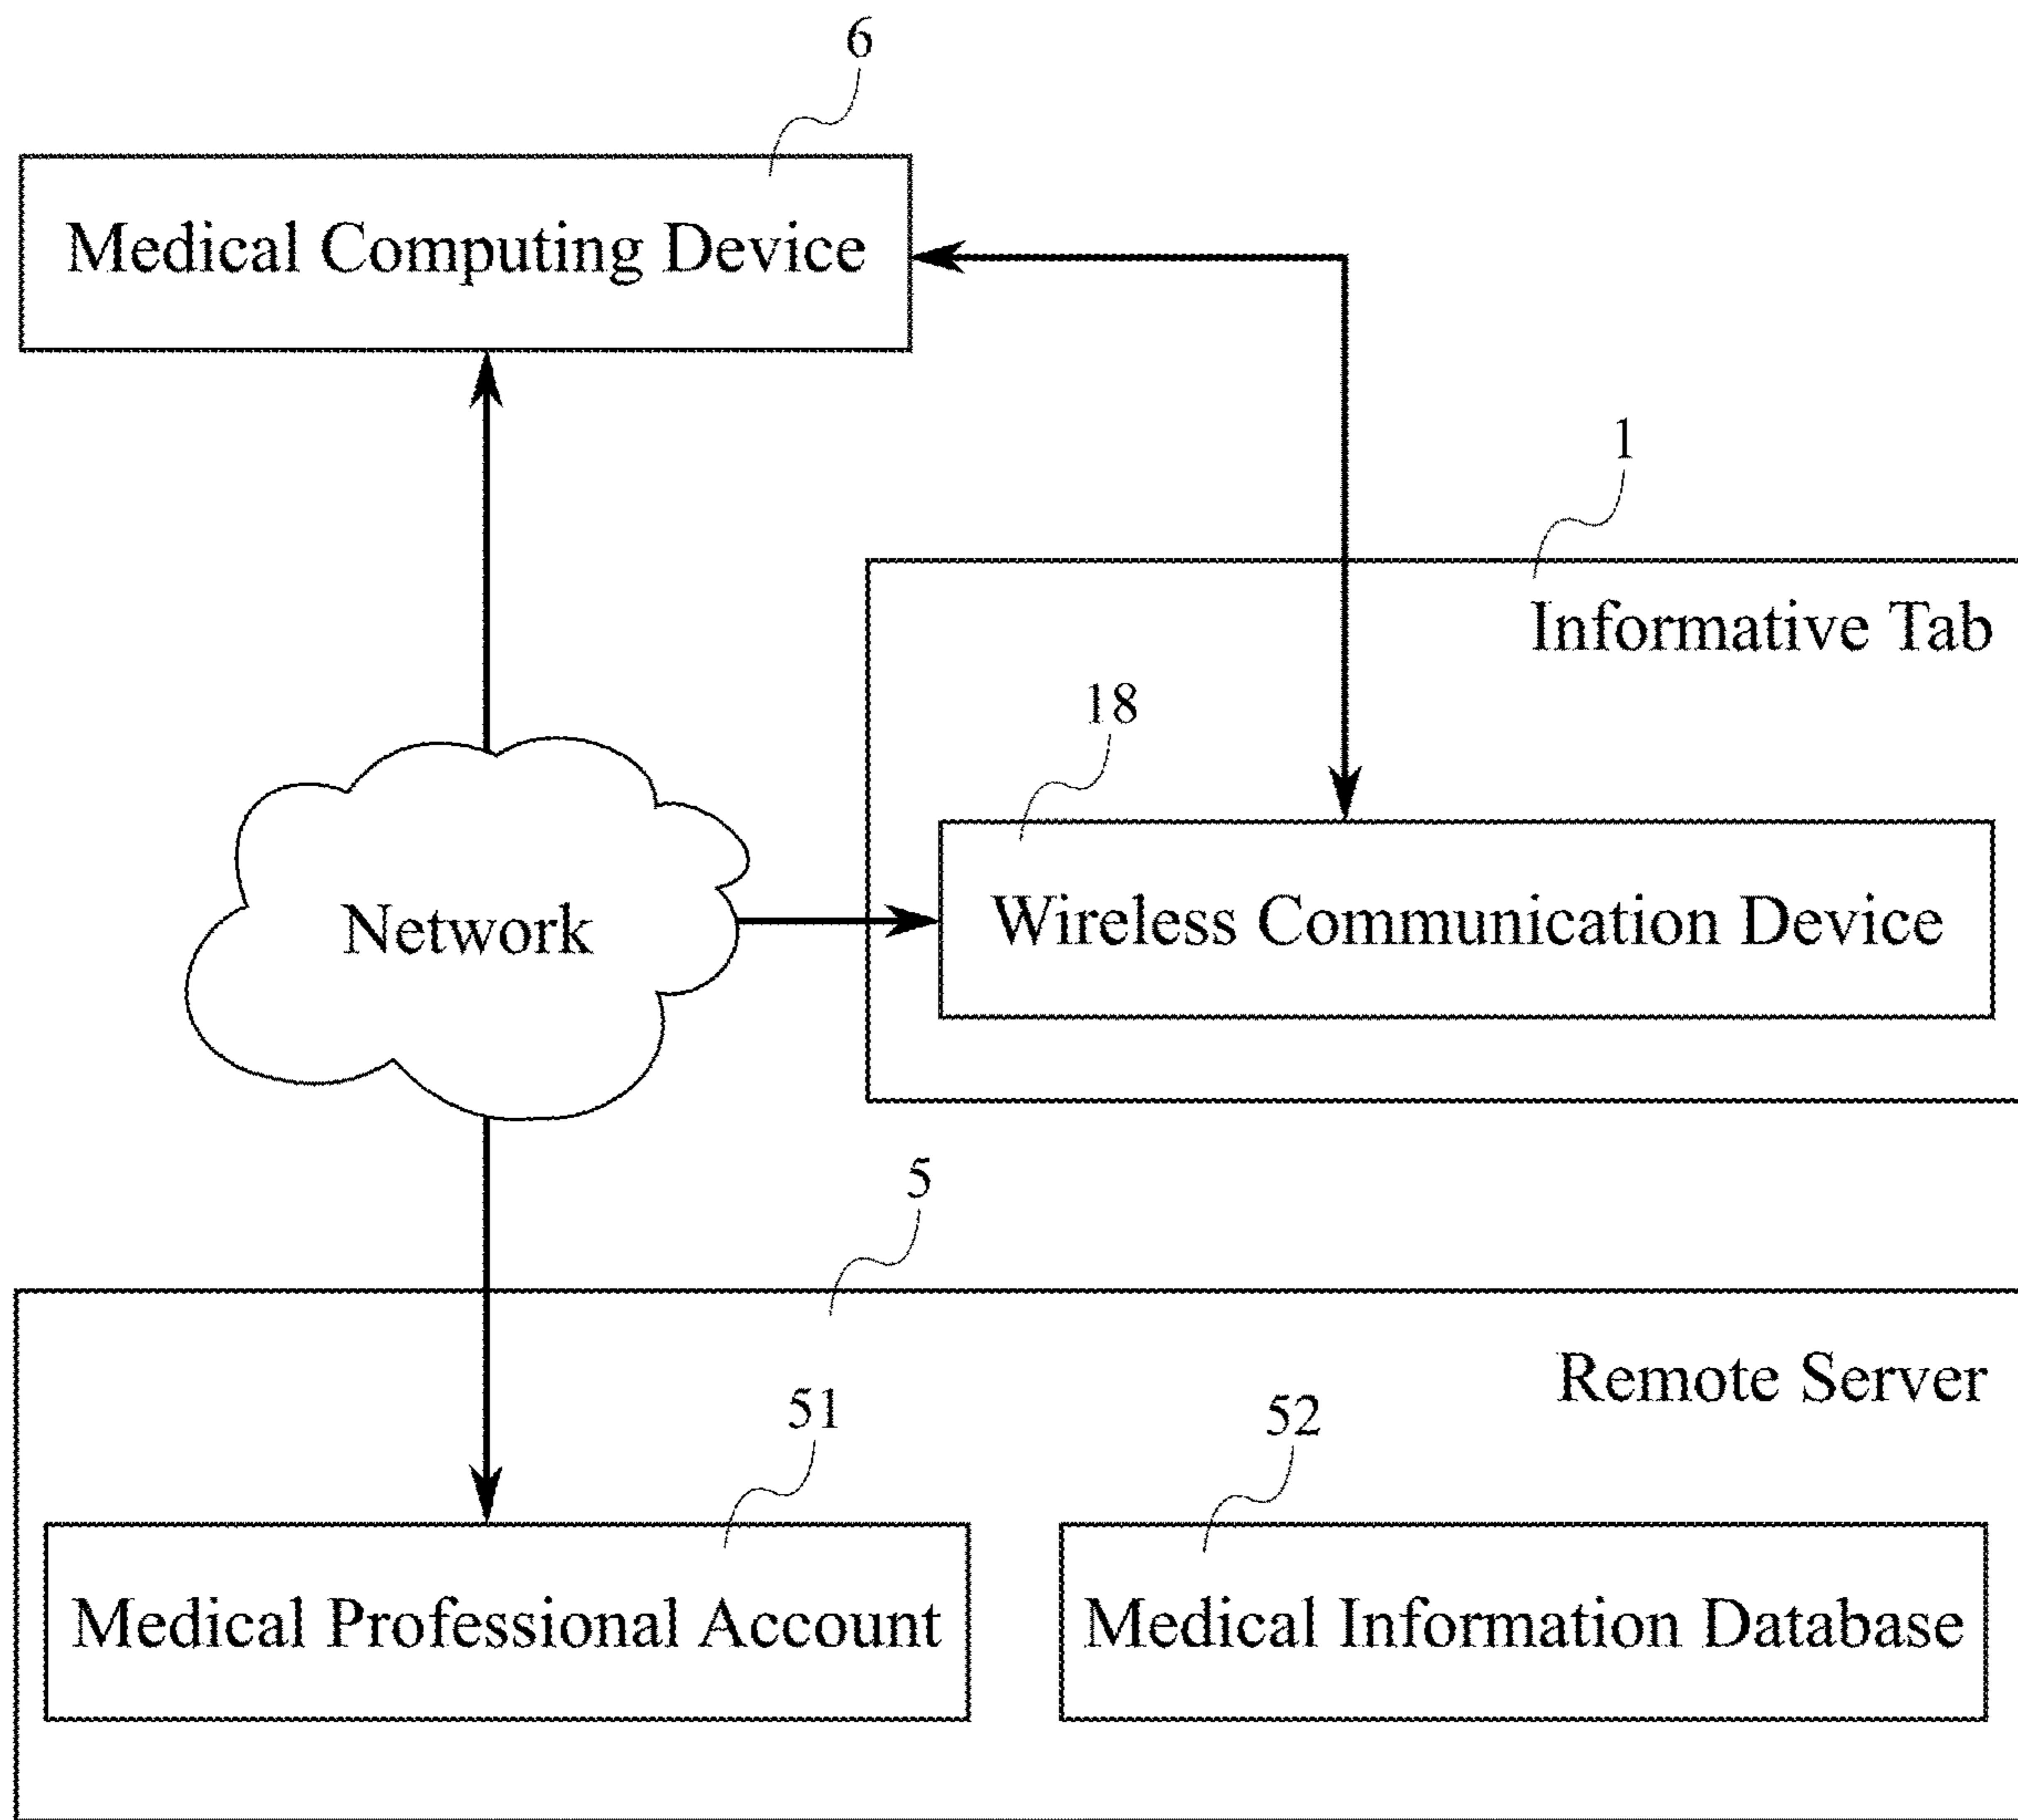 6
Medical Computing Device
1
Informative Tab
18
Wireless Communication Device
Network
5
Remote Server
51
52
Medical Professional Account
Medical Information Database